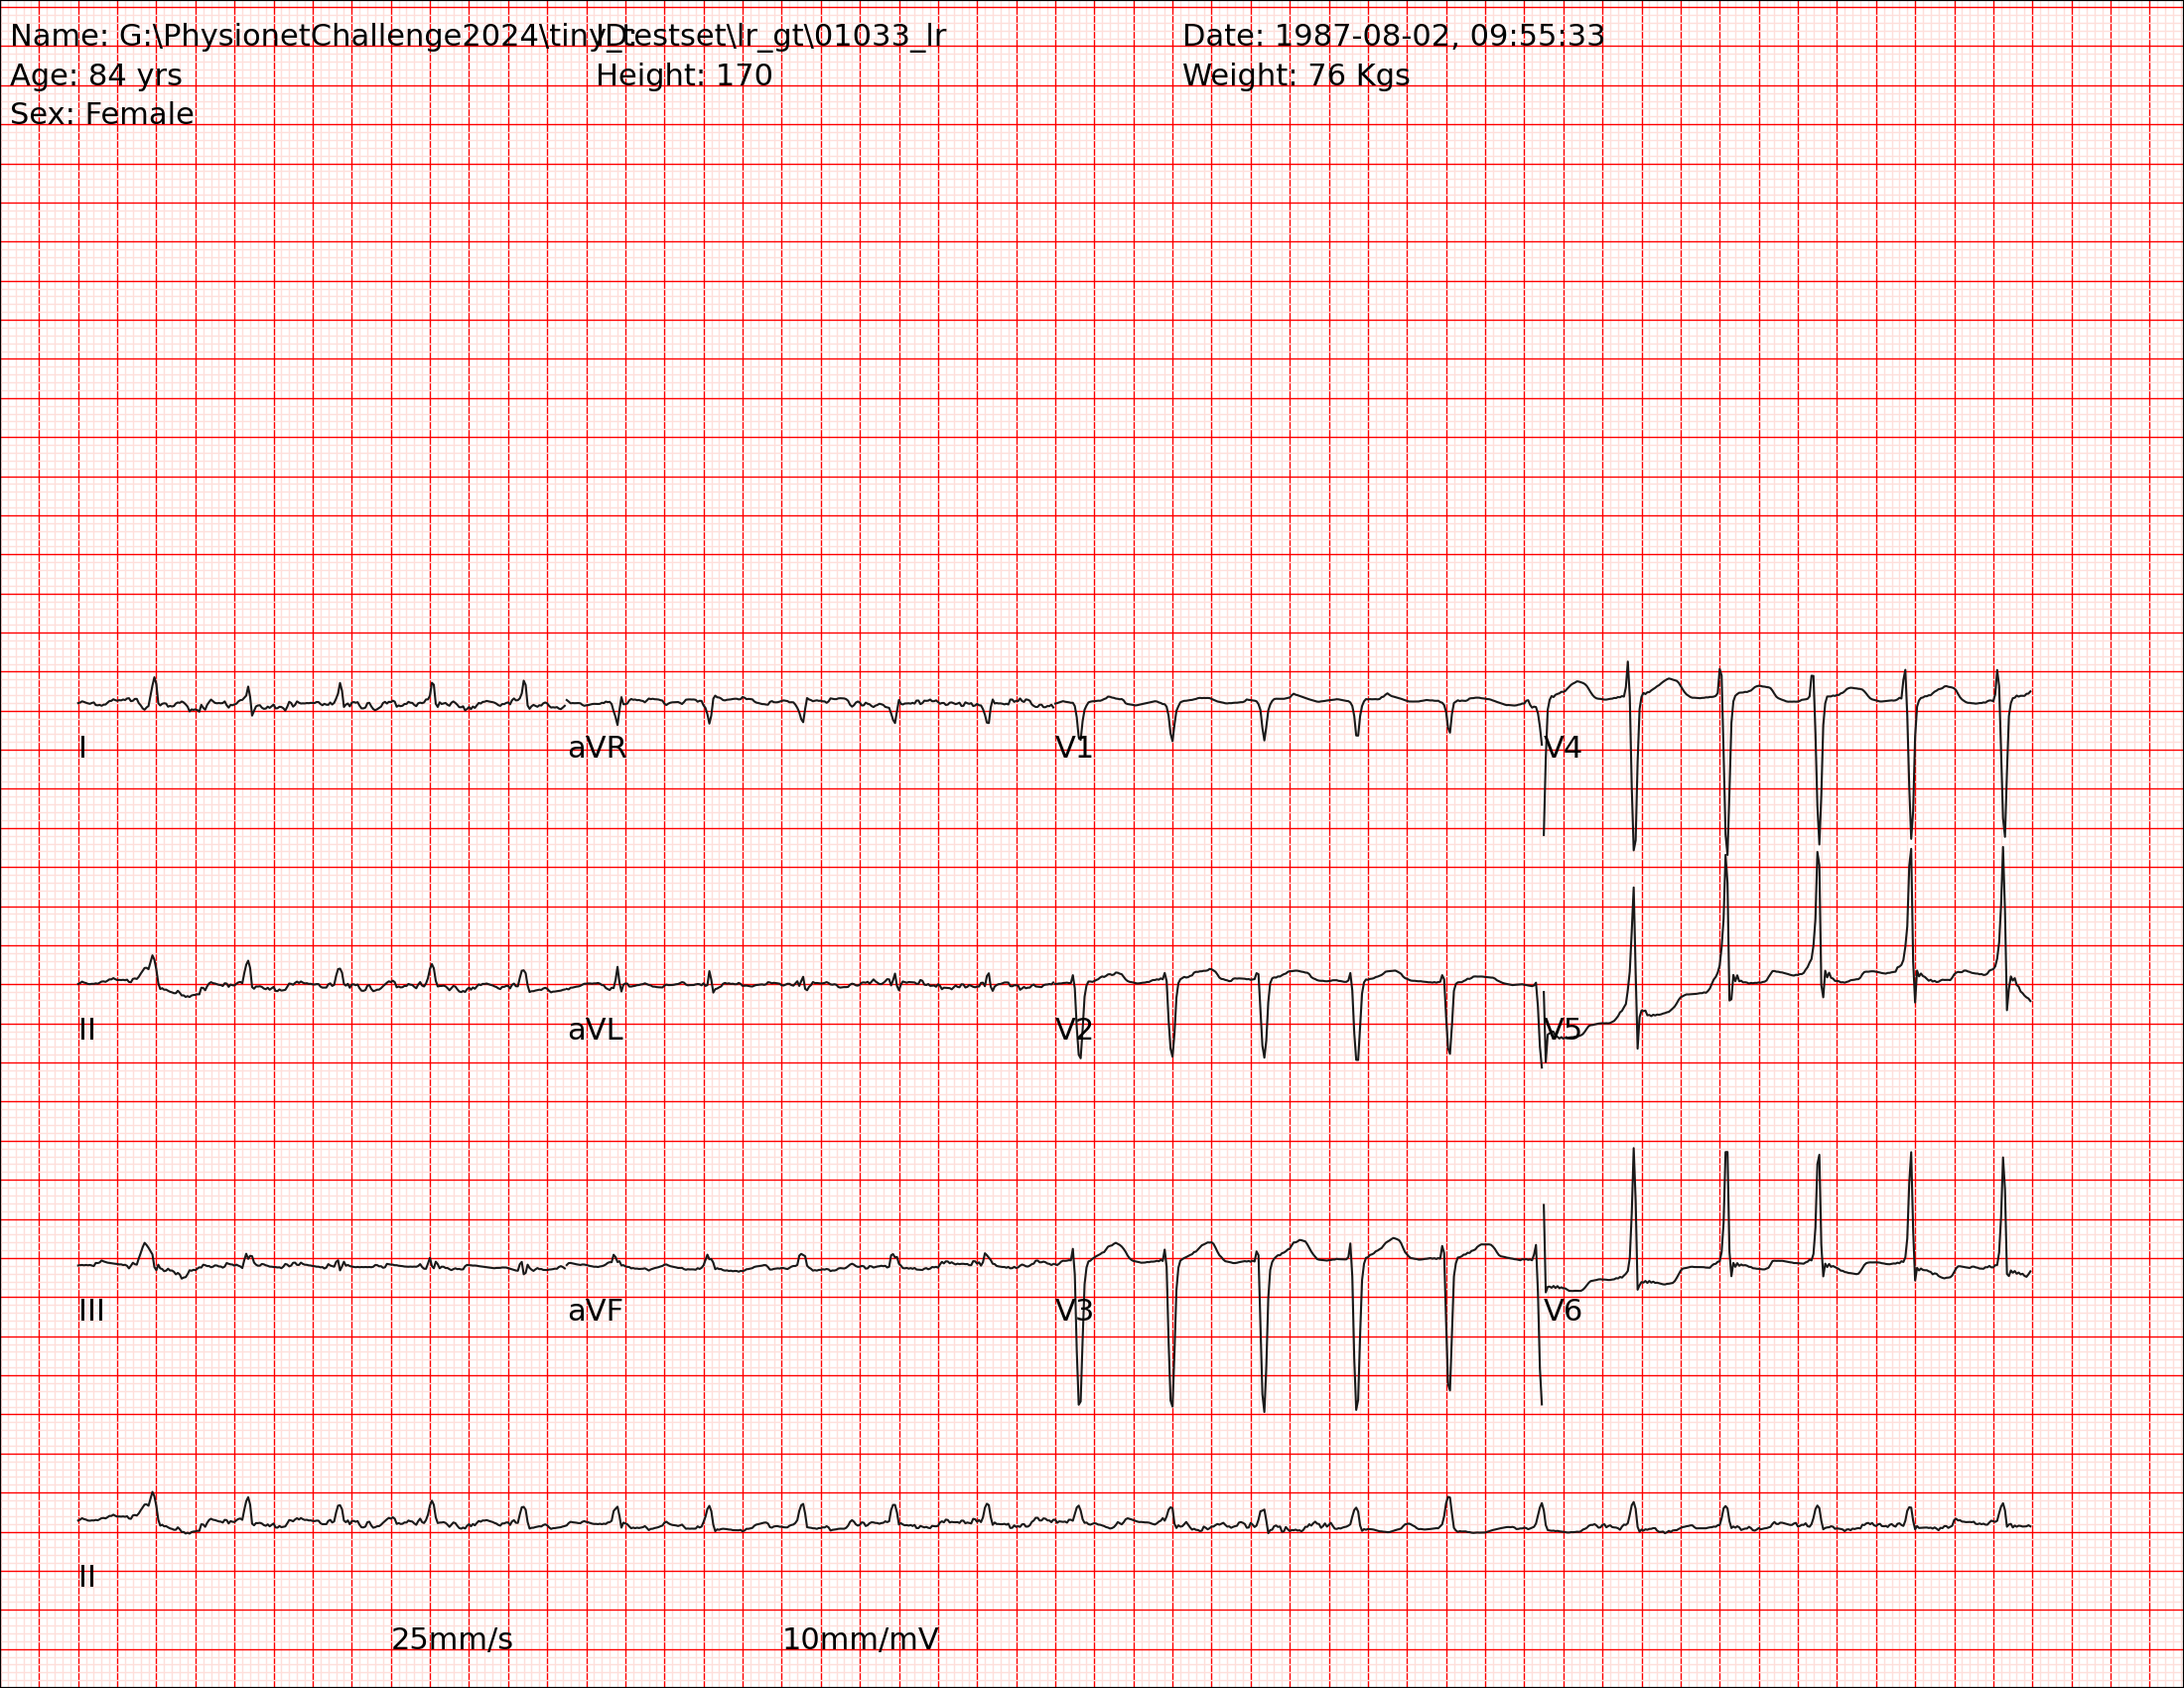 Name: G:\PhysionetChallenge2024\tiny_testset\lr_gt\01033_lr ID: Date: 1987-08-02, 09:55:33
Age: 84 yrs Height: 170 Weight: 76 Kgs
Sex: Female
I aVR V1 V4
II aVL V2 V5
III aVF V3 V6
II
25mm/s 10mm/mV